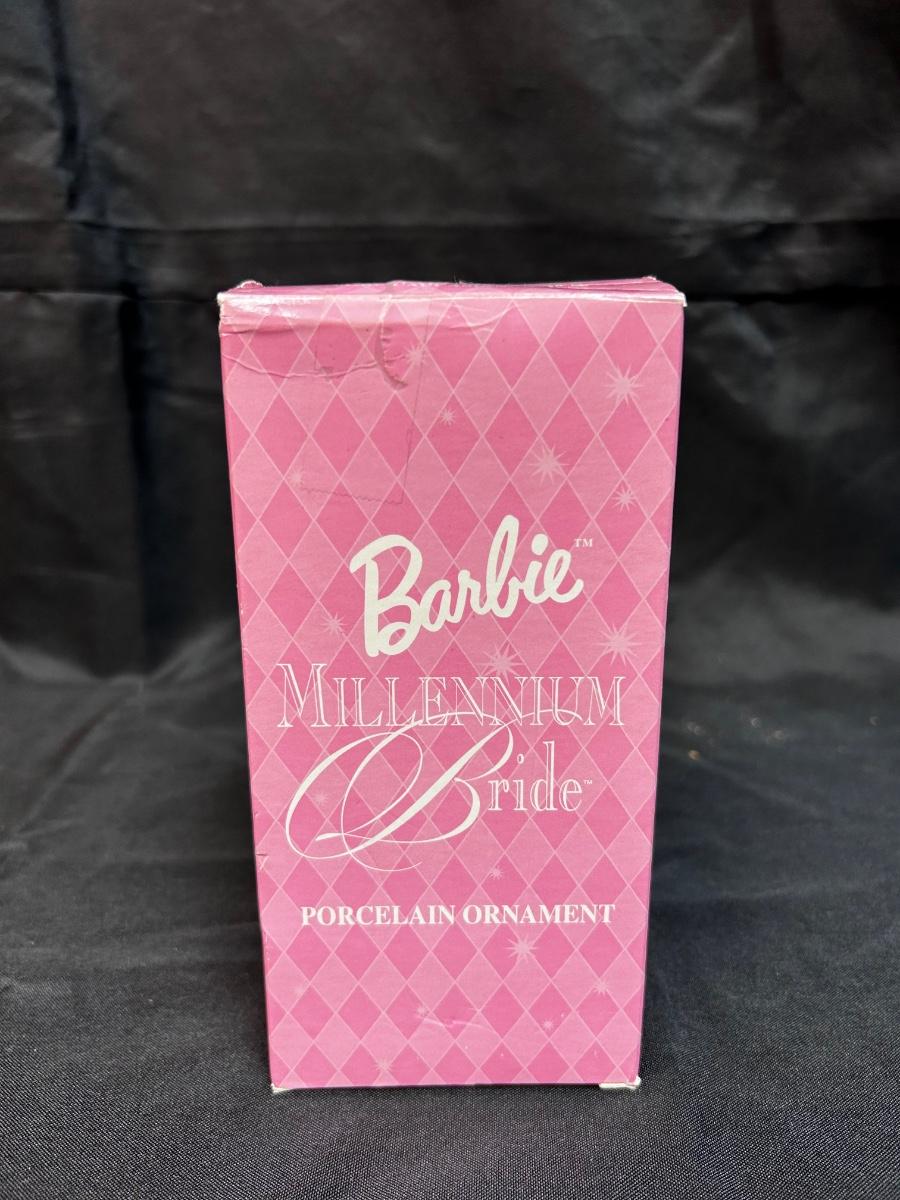 Barbie™
MILLENNIUM
Bride™
PORCELAIN ORNAMENT